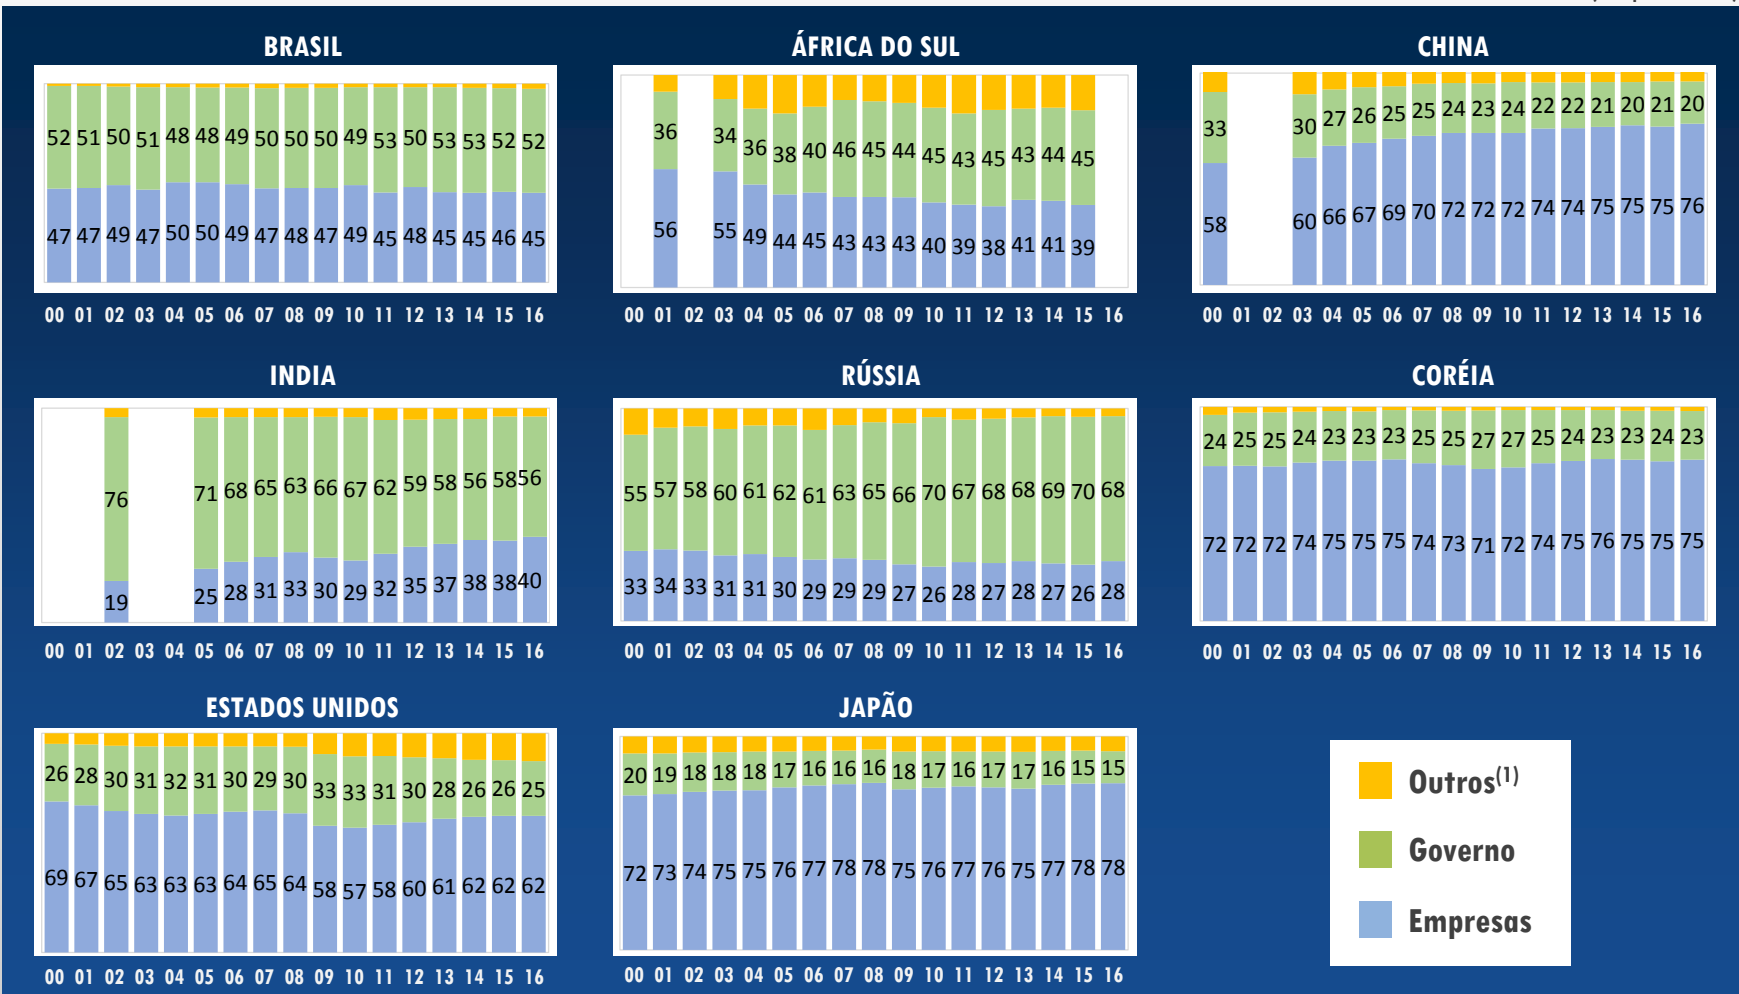 BRASIL
52 51 50 51 48 48 49 50 50 50 49 53 50 53 53 52 52
47 47 49 47 50 50 49 47 48 47 49 45 48 45 45 46 45
00 01 02 03 04 05 06 07 08 09 10 11 12 13 14 15 16
ÁFRICA DO SUL
36 34 36 38 40 46 45 44 45 43 45 43 44 45
56 55 49 44 45 43 43 43 40 39 38 41 41 39
00 01 02 03 04 05 06 07 08 09 10 11 12 13 14 15 16
CHINA
33 30 27 26 25 25 24 23 24 22 22 21 20 21 20
58 60 66 67 69 70 72 72 72 74 74 75 75 75 76
00 01 02 03 04 05 06 07 08 09 10 11 12 13 14 15 16
INDIA
76 71 68 65 63 66 67 62 59 58 56 58 56
19 25 28 31 33 30 29 32 35 37 38 38 40
00 01 02 03 04 05 06 07 08 09 10 11 12 13 14 15 16
RÚSSIA
55 57 58 60 61 62 61 63 65 66 70 67 68 68 69 70 68
33 34 33 31 31 30 29 29 29 27 26 28 27 28 27 26 28
00 01 02 03 04 05 06 07 08 09 10 11 12 13 14 15 16
CORÉIA
24 25 25 24 23 23 23 25 25 27 27 25 24 23 23 24 23
72 72 72 74 75 75 75 74 73 71 72 74 75 76 75 75 75
00 01 02 03 04 05 06 07 08 09 10 11 12 13 14 15 16
ESTADOS UNIDOS
26 28 30 31 32 31 30 29 30 33 33 31 30 28 26 26 25
69 67 65 63 63 63 64 65 64 58 57 58 60 61 62 62 62
00 01 02 03 04 05 06 07 08 09 10 11 12 13 14 15 16
JAPÃO
20 19 18 18 18 17 16 16 16 18 17 16 17 17 16 15 15
72 73 74 75 75 76 77 78 78 75 76 77 76 75 77 78 78
00 01 02 03 04 05 06 07 08 09 10 11 12 13 14 15 16
Outros(1)
Governo
Empresas